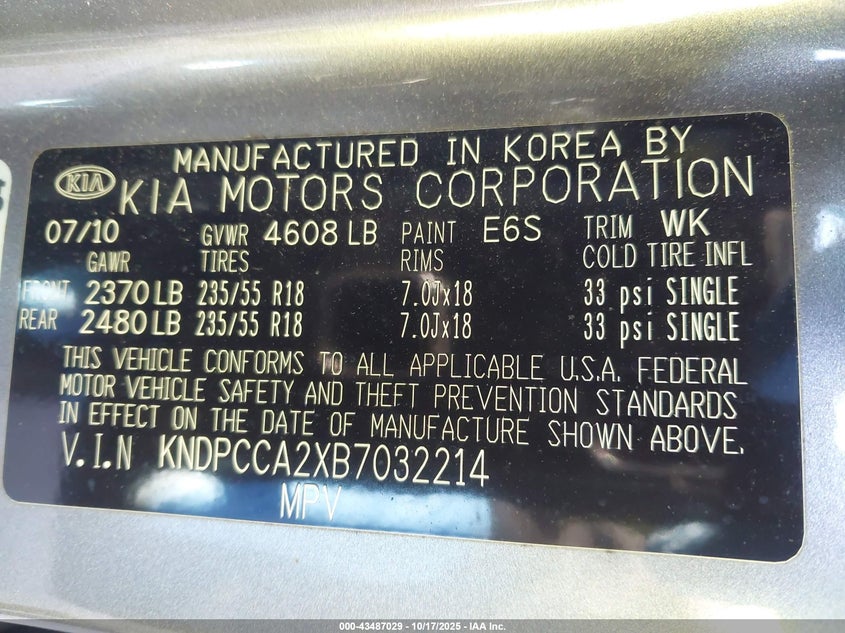 MANUFACTURED IN KOREA BY
KIA KIA MOTORS CORPORATION
07/10 GVWR 4608 LB PAINT E6S TRIM WK
GAWR TIRES RIMS COLD TIRE INFL
FRONT 2370 LB 235/55 R18 7.0Jx18 33 psi SINGLE
REAR 2480 LB 235/55 R18 7.0Jx18 33 psi SINGLE
THIS VEHICLE CONFORMS TO ALL APPLICABLE U.S.A. FEDERAL
MOTOR VEHICLE SAFETY AND THEFT PREVENTION STANDARDS
IN EFFECT ON THE DATE OF MANUFACTURE SHOWN ABOVE.
V.I.N KNDPCCA2XB7032214
MPV
000-43487029 - 10/17/2025 - IAA Inc.